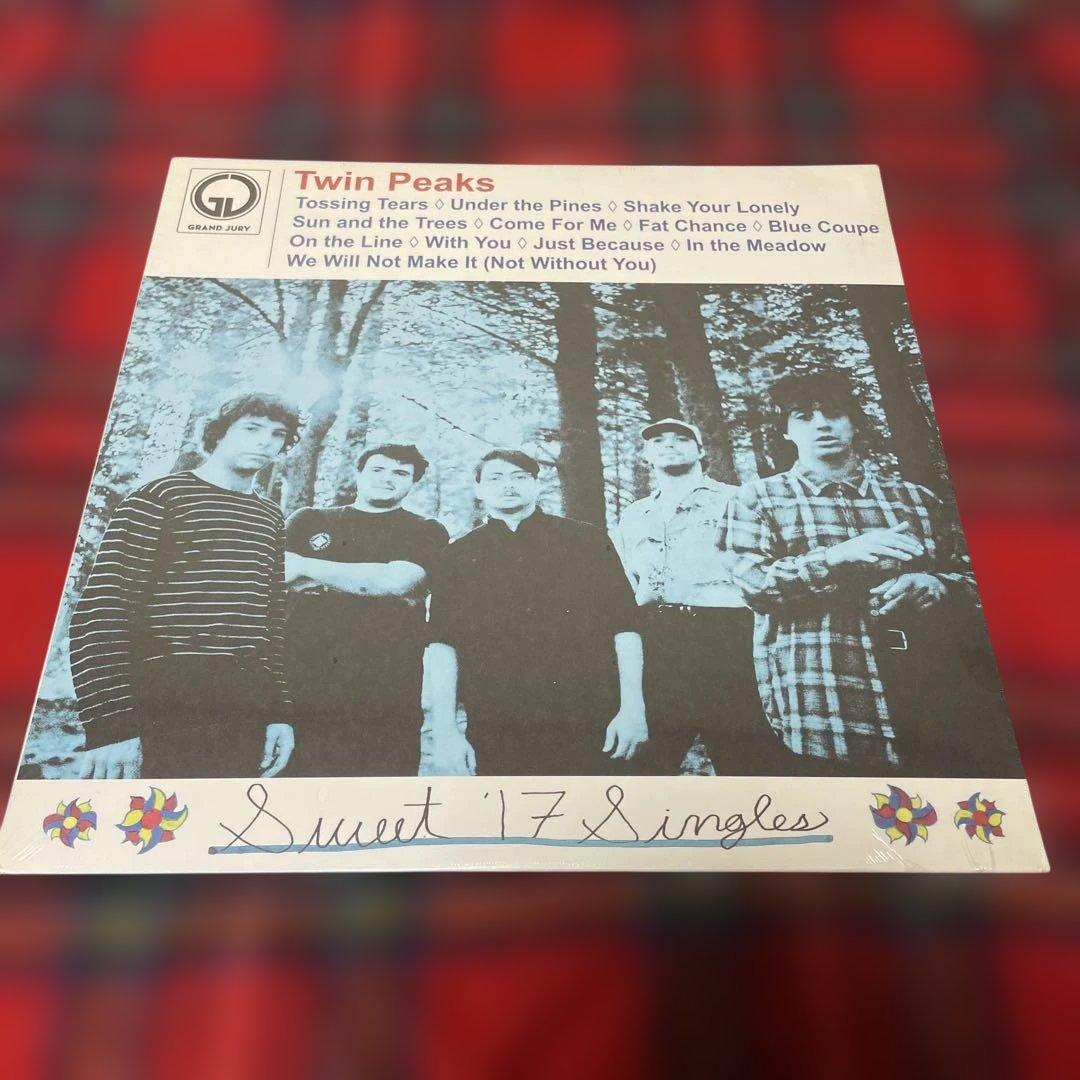 GRAND JURY
Twin Peaks
Tossing Tears ◊ Under the Pines ◊ Shake Your Lonely
Sun and the Trees ◊ Come For Me ◊ Fat Chance ◊ Blue Coupe
On the Line ◊ With You ◊ Just Because ◊ In the Meadow
We Will Not Make It (Not Without You)
Sweet '17 Singles